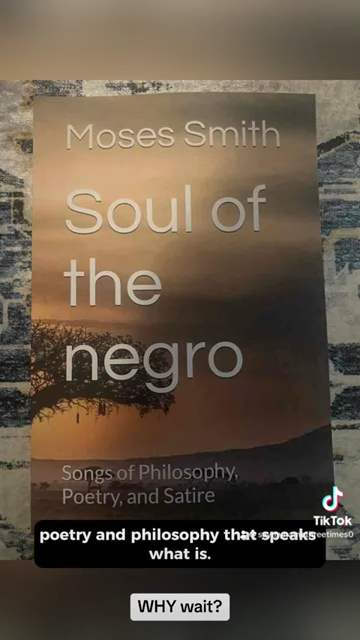 Moses Smith
Soul of
the
negro
Songs of Philosophy,
Poetry, and Satire
TikTok
poetry and philosophy that speaks
what is.
WHY wait?